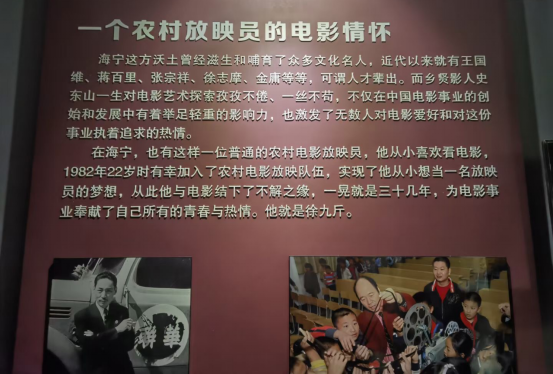 一个农村放映员的电影情怀
海宁这方沃土曾经滋生和哺育了众多文化名人，近代以来就有王国
维、蒋百里、张宗祥、徐志摩、金庸等等，可谓人才辈出。而乡贤影人史
东山一生对电影艺术探索孜孜不倦、一丝不苟，不仅在中国电影事业的创
始和发展中有着举足轻重的影响力，也激发了无数人对电影爱好和对这份
事业执着追求的热情。
在海宁，也有这样一位普通的农村电影放映员，他从小喜欢看电影，
1982年22岁时有幸加入了农村电影放映队伍，实现了他从小想当一名放映
员的梦想，从此他与电影结下了不解之缘，一晃就是三十几年，为电影事
业奉献了自己所有的青春与热情。他就是徐九斤。